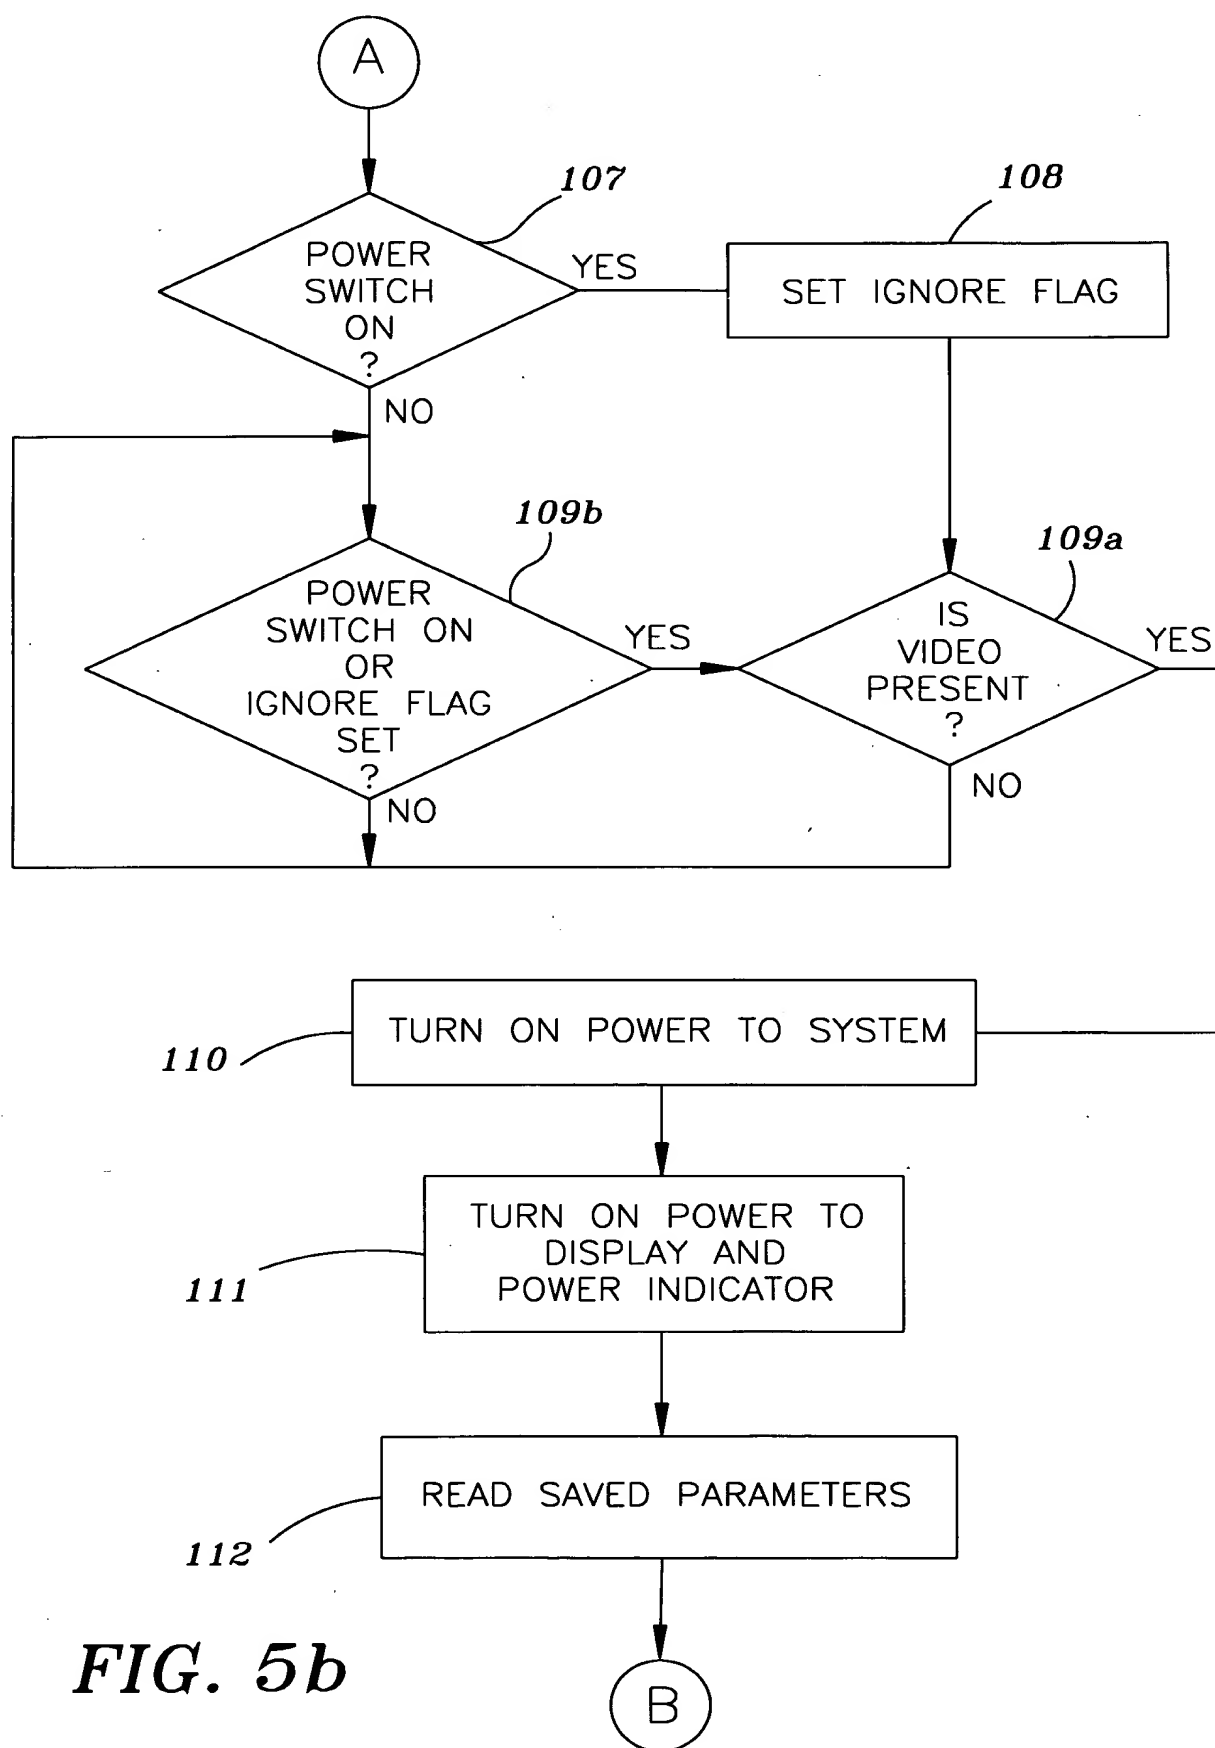 A
107
108
POWER
SWITCH
ON
?
YES
SET IGNORE FLAG
NO
109b
109a
POWER
SWITCH ON
OR
IGNORE FLAG
SET
?
YES
IS
VIDEO
PRESENT
?
YES
NO
NO
TURN ON POWER TO SYSTEM
110
TURN ON POWER TO
DISPLAY AND
POWER INDICATOR
111
READ SAVED PARAMETERS
112
FIG. 5b
B